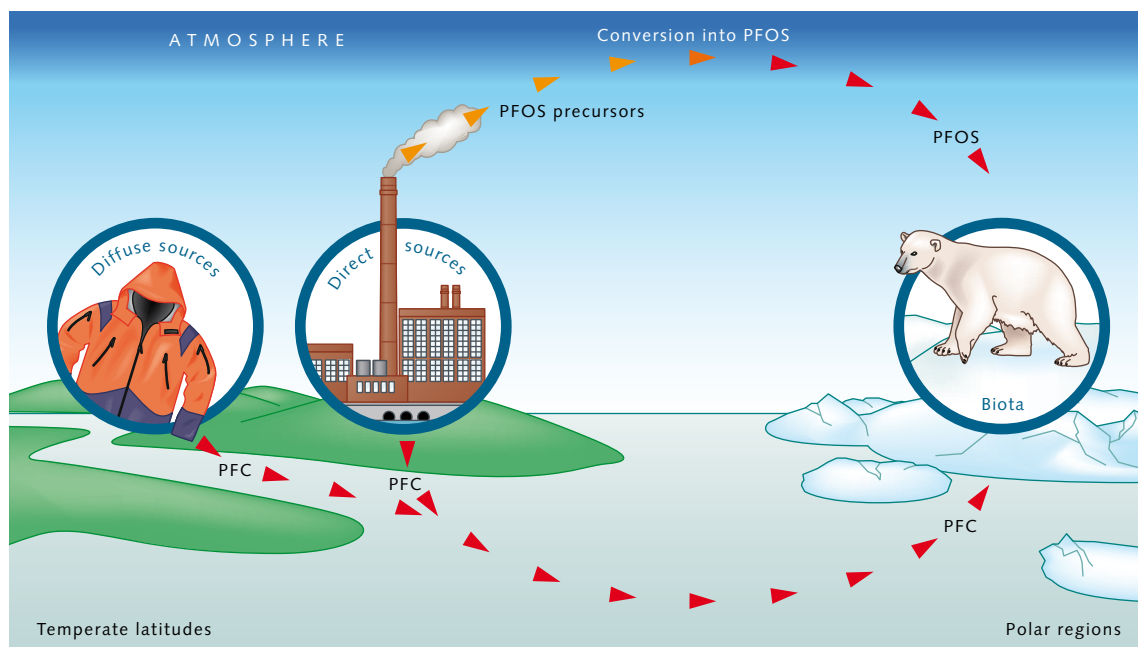 ATMOSPHERE
Conversion into PFOS
PFOS precursors
PFOS
Diffuse sources
Direct sources
Biota
PFC
PFC
PFC
Temperate latitudes
Polar regions